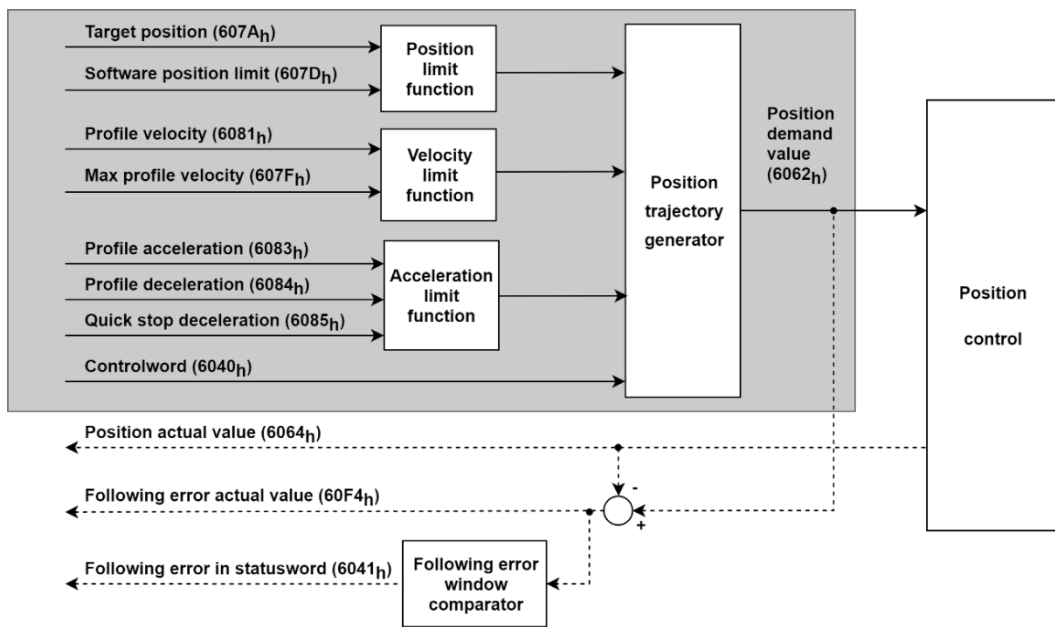 Target position (607Ah)
Software position limit (607Dh)
Position
limit
function
Profile velocity (6081h)
Max profile velocity (607Fh)
Velocity
limit
function
Profile acceleration (6083h)
Profile deceleration (6084h)
Quick stop deceleration (6085h)
Acceleration
limit
function
Controlword (6040h)
Position
trajectory
generator
Position
demand
value
(6062h)
Position
control
Position actual value (6064h)
-
+
Following error actual value (60F4h)
Following error in statusword (6041h)
Following error
window
comparator